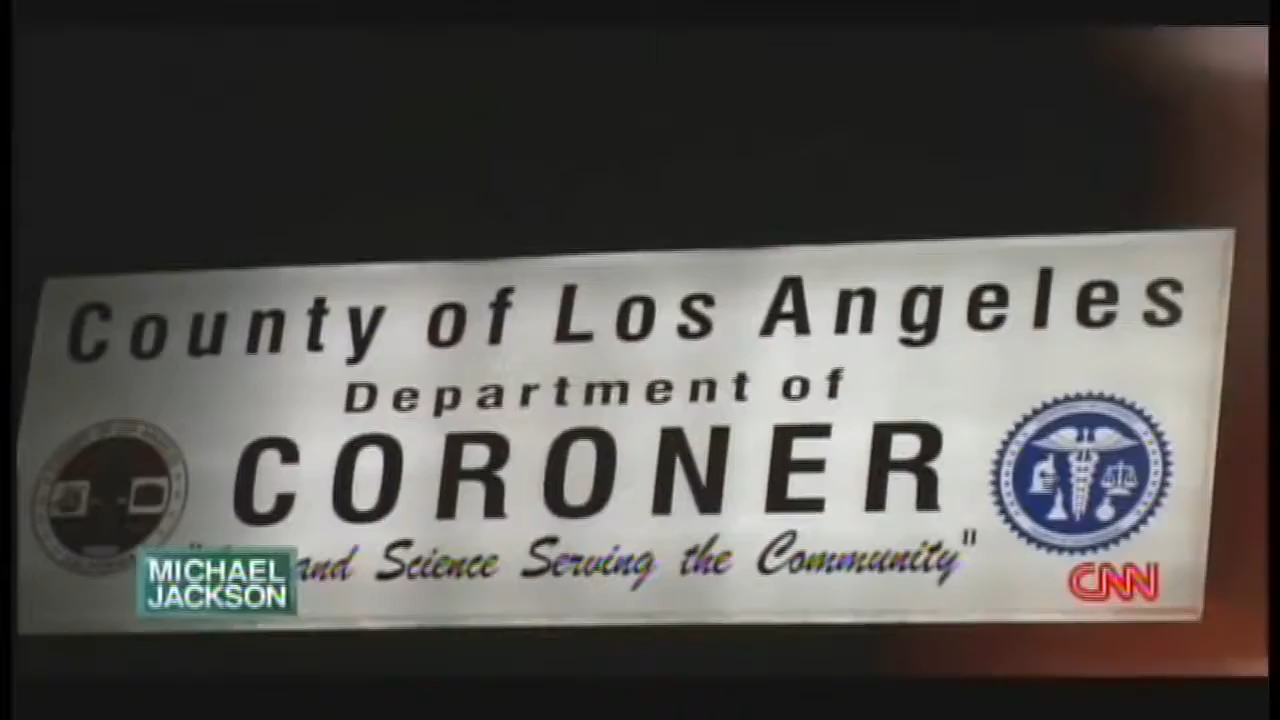 County of Los Angeles
Department of
CORONER
and Science Serving the Community"
MICHAEL
JACKSON
CNN